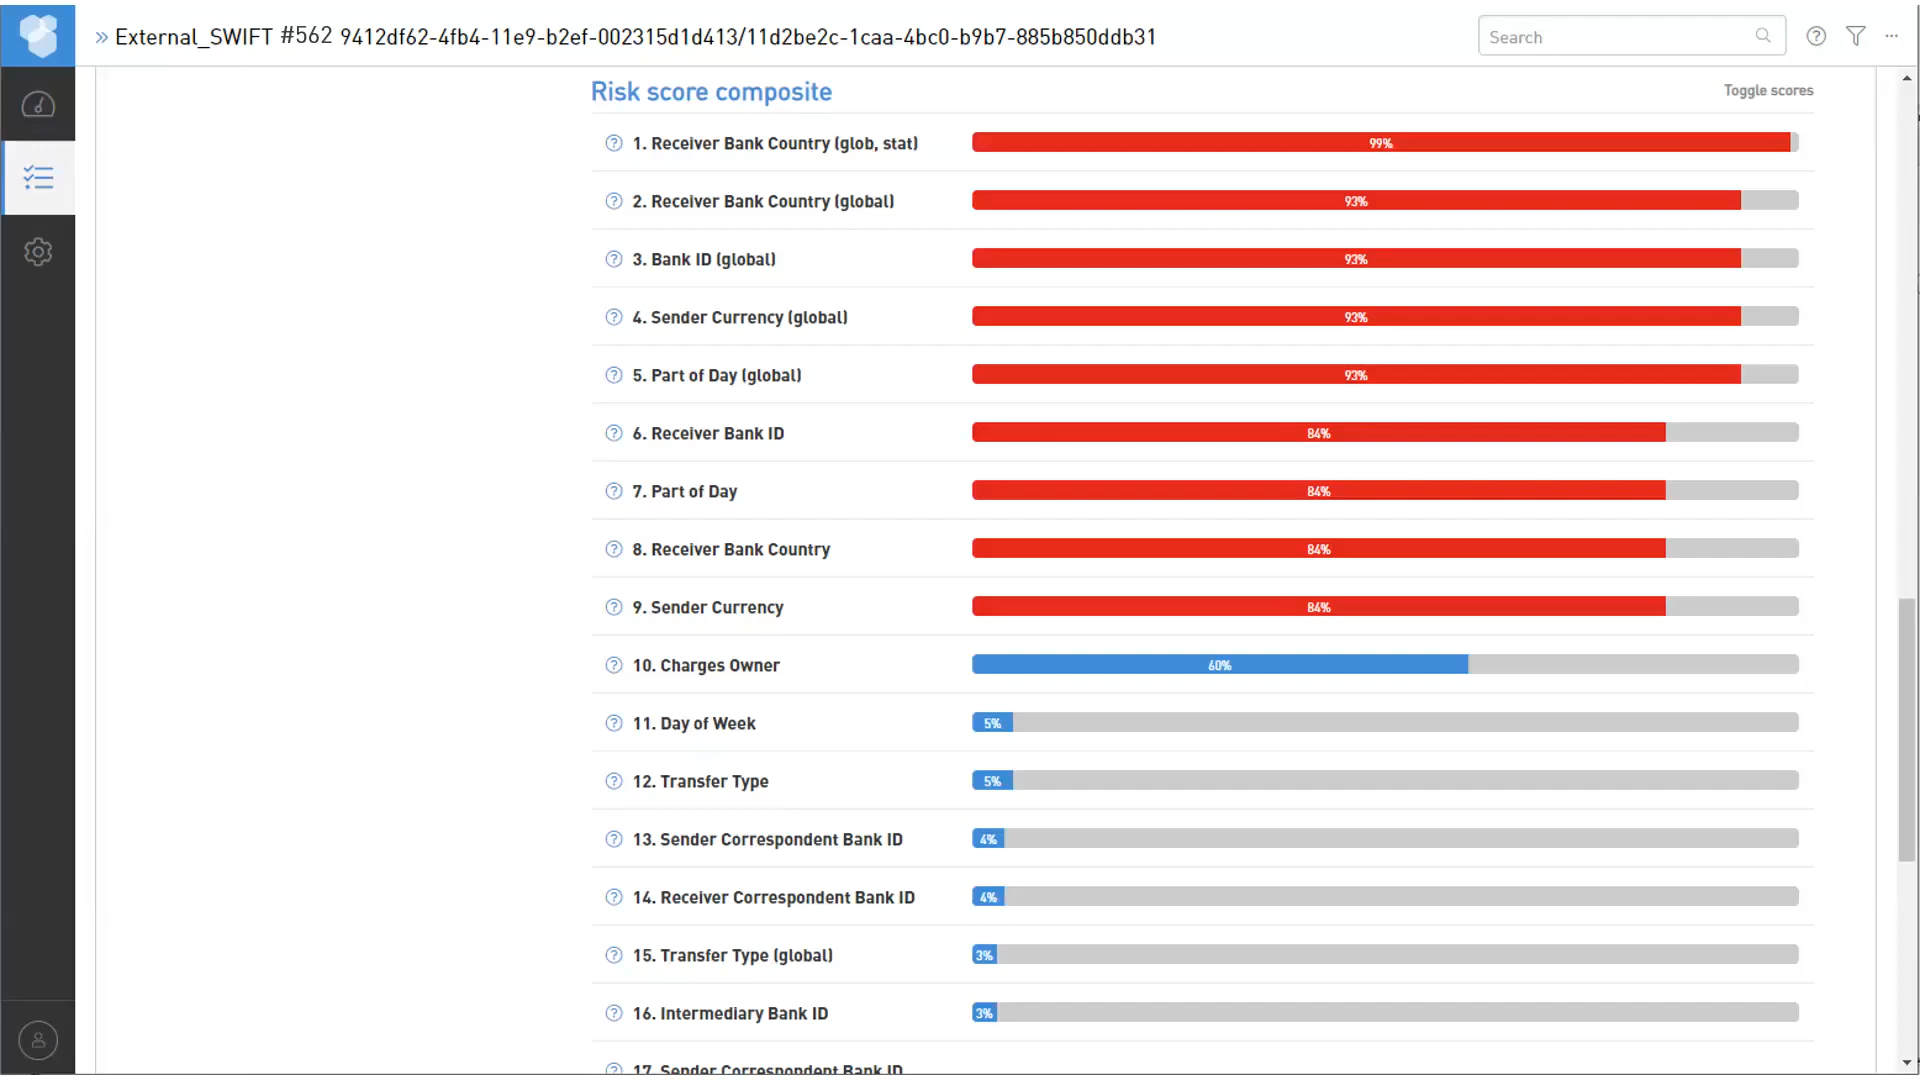 » External_SWIFT #562 9412df62-4fb4-11e9-b2ef-002315d1d413/11d2be2c-1caa-4bc0-b9b7-885b850ddb31
Search
Risk score composite
Toggle scores
1. Receiver Bank Country (glob, stat) 99%
2. Receiver Bank Country (global) 93%
3. Bank ID (global) 93%
4. Sender Currency (global) 93%
5. Part of Day (global) 93%
6. Receiver Bank ID 84%
7. Part of Day 84%
8. Receiver Bank Country 84%
9. Sender Currency 84%
10. Charges Owner 60%
11. Day of Week 5%
12. Transfer Type 5%
13. Sender Correspondent Bank ID 4%
14. Receiver Correspondent Bank ID 4%
15. Transfer Type (global) 3%
16. Intermediary Bank ID 3%
17. Sender Correspondent Bank ID